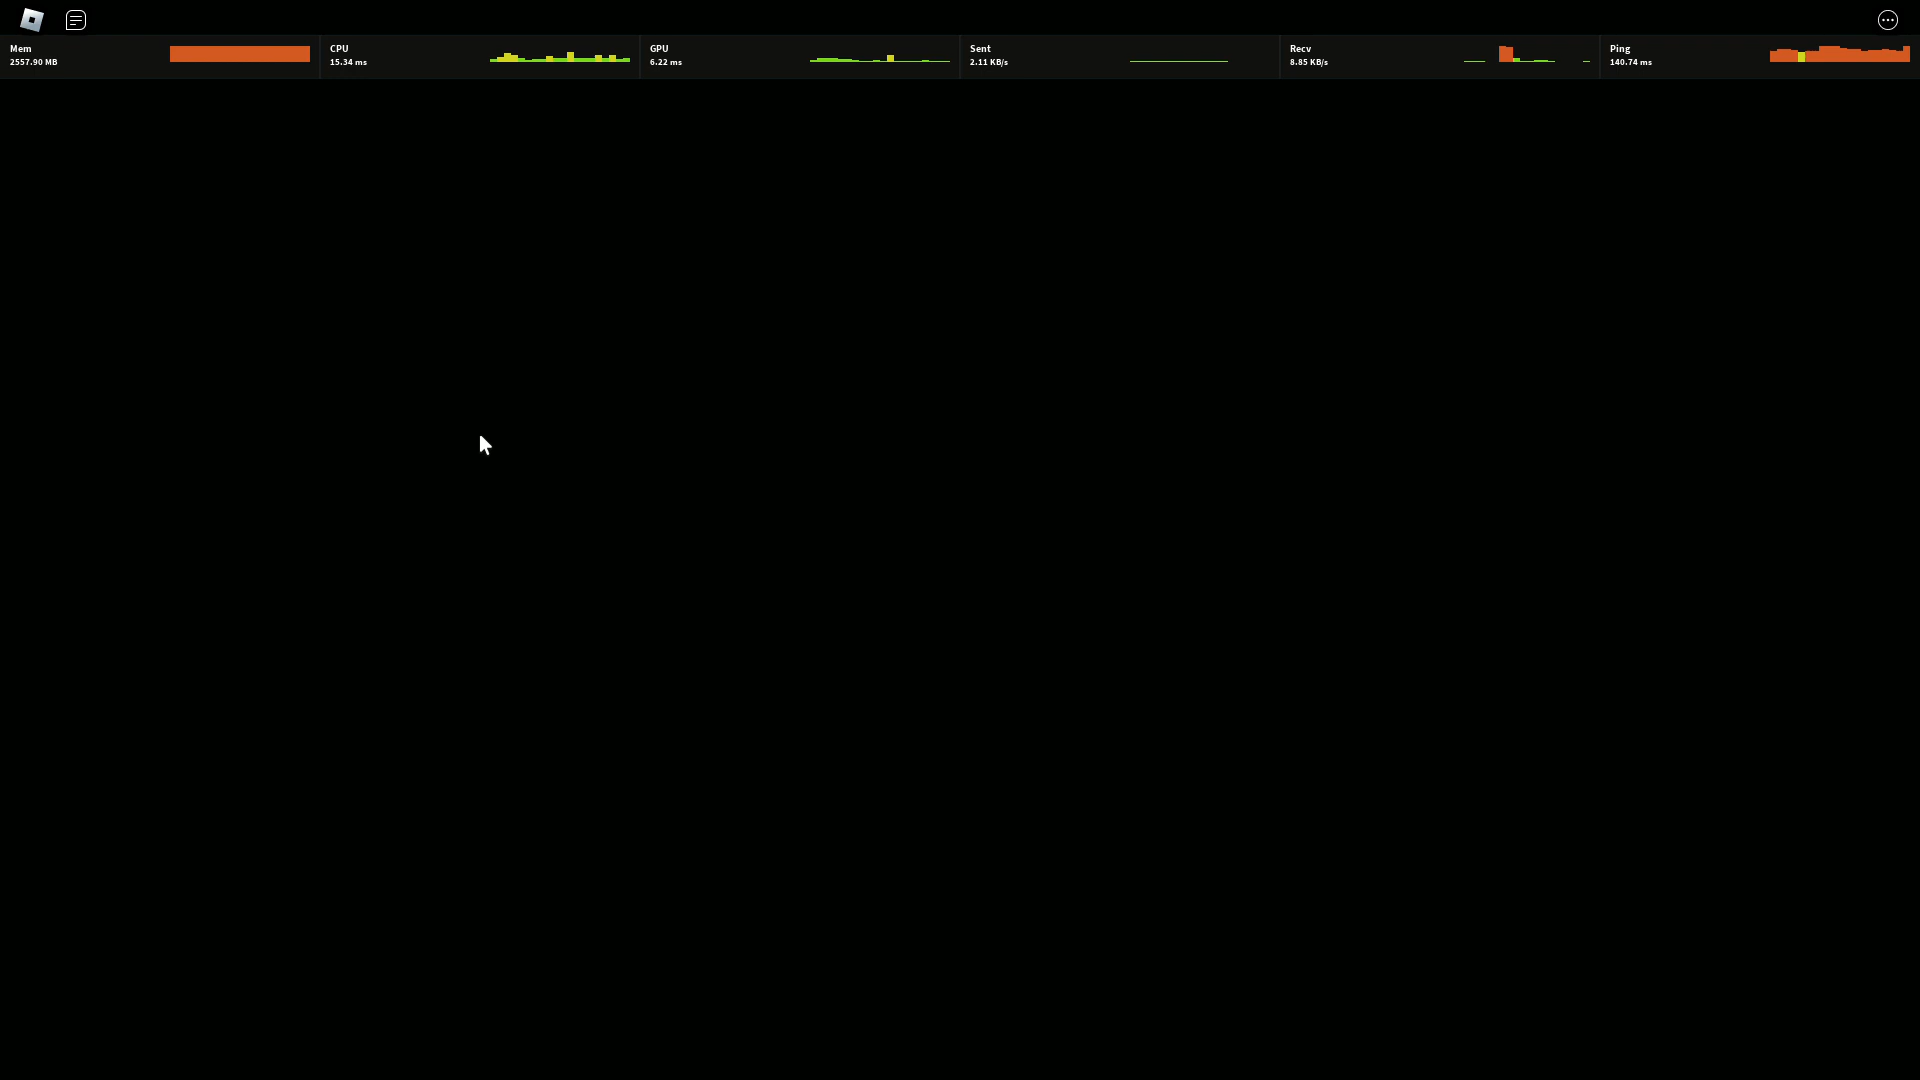 Mem
2557.90 MB
CPU
15.34 ms
GPU
6.22 ms
Sent
2.11 KB/s
Recv
8.85 KB/s
Ping
140.74 ms